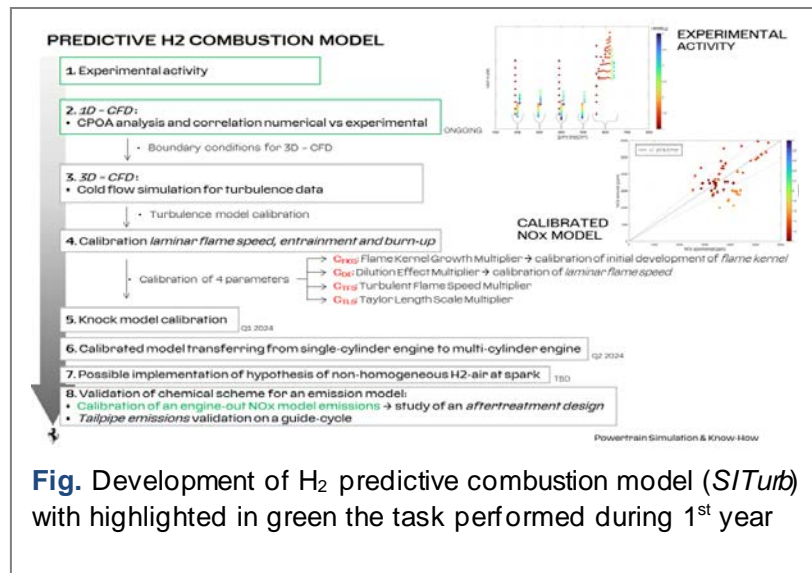 PREDICTIVE H2 COMBUSTION MODEL
EXPERIMENTAL
ACTIVITY
1. Experimental activity
2. 1D – CFD:
• CPOA analysis and correlation numerical vs experimental
ONGOING
• Boundary conditions for 3D – CFD
3. 3D – CFD:
• Cold flow simulation for turbulence data
• Turbulence model calibration
CALIBRATED
NOx MODEL
4. Calibration laminar flame speed, entrainment and burn-up
• Calibration of 4 parameters
CFKG: Flame Kernel Growth Multiplier → calibration of initial development of flame kernel
CDE: Dilution Effect Multiplier → calibration of laminar flame speed
CTFS: Turbulent Flame Speed Multiplier
CTLS: Taylor Length Scale Multiplier
5. Knock model calibration
Q1 2024
6. Calibrated model transferring from single-cylinder engine to multi-cylinder engine
Q2 2024
7. Possible implementation of hypothesis of non-homogeneous H2-air at spark
TBD
8. Validation of chemical scheme for an emission model:
• Calibration of an engine-out NOx model emissions → study of an aftertreatment design
• Tailpipe emissions validation on a guide-cycle
Powertrain Simulation & Know-How
Fig. Development of H₂ predictive combustion model (SITurb)
with highlighted in green the task performed during 1st year